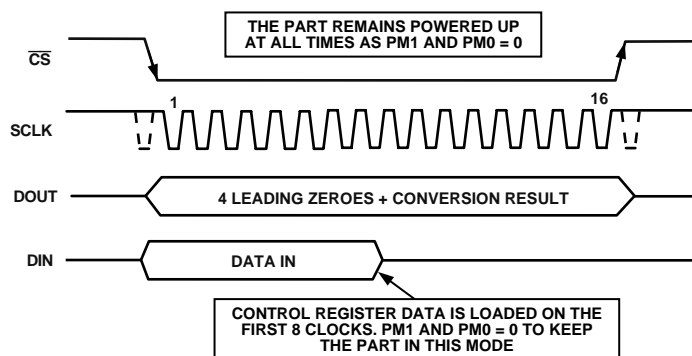 THE PART REMAINS POWERED UP
AT ALL TIMES AS PM1 AND PM0 = 0
CS
1
16
SCLK
DOUT
4 LEADING ZEROES + CONVERSION RESULT
DIN
DATA IN
CONTROL REGISTER DATA IS LOADED ON THE
FIRST 8 CLOCKS. PM1 AND PM0 = 0 TO KEEP
THE PART IN THIS MODE